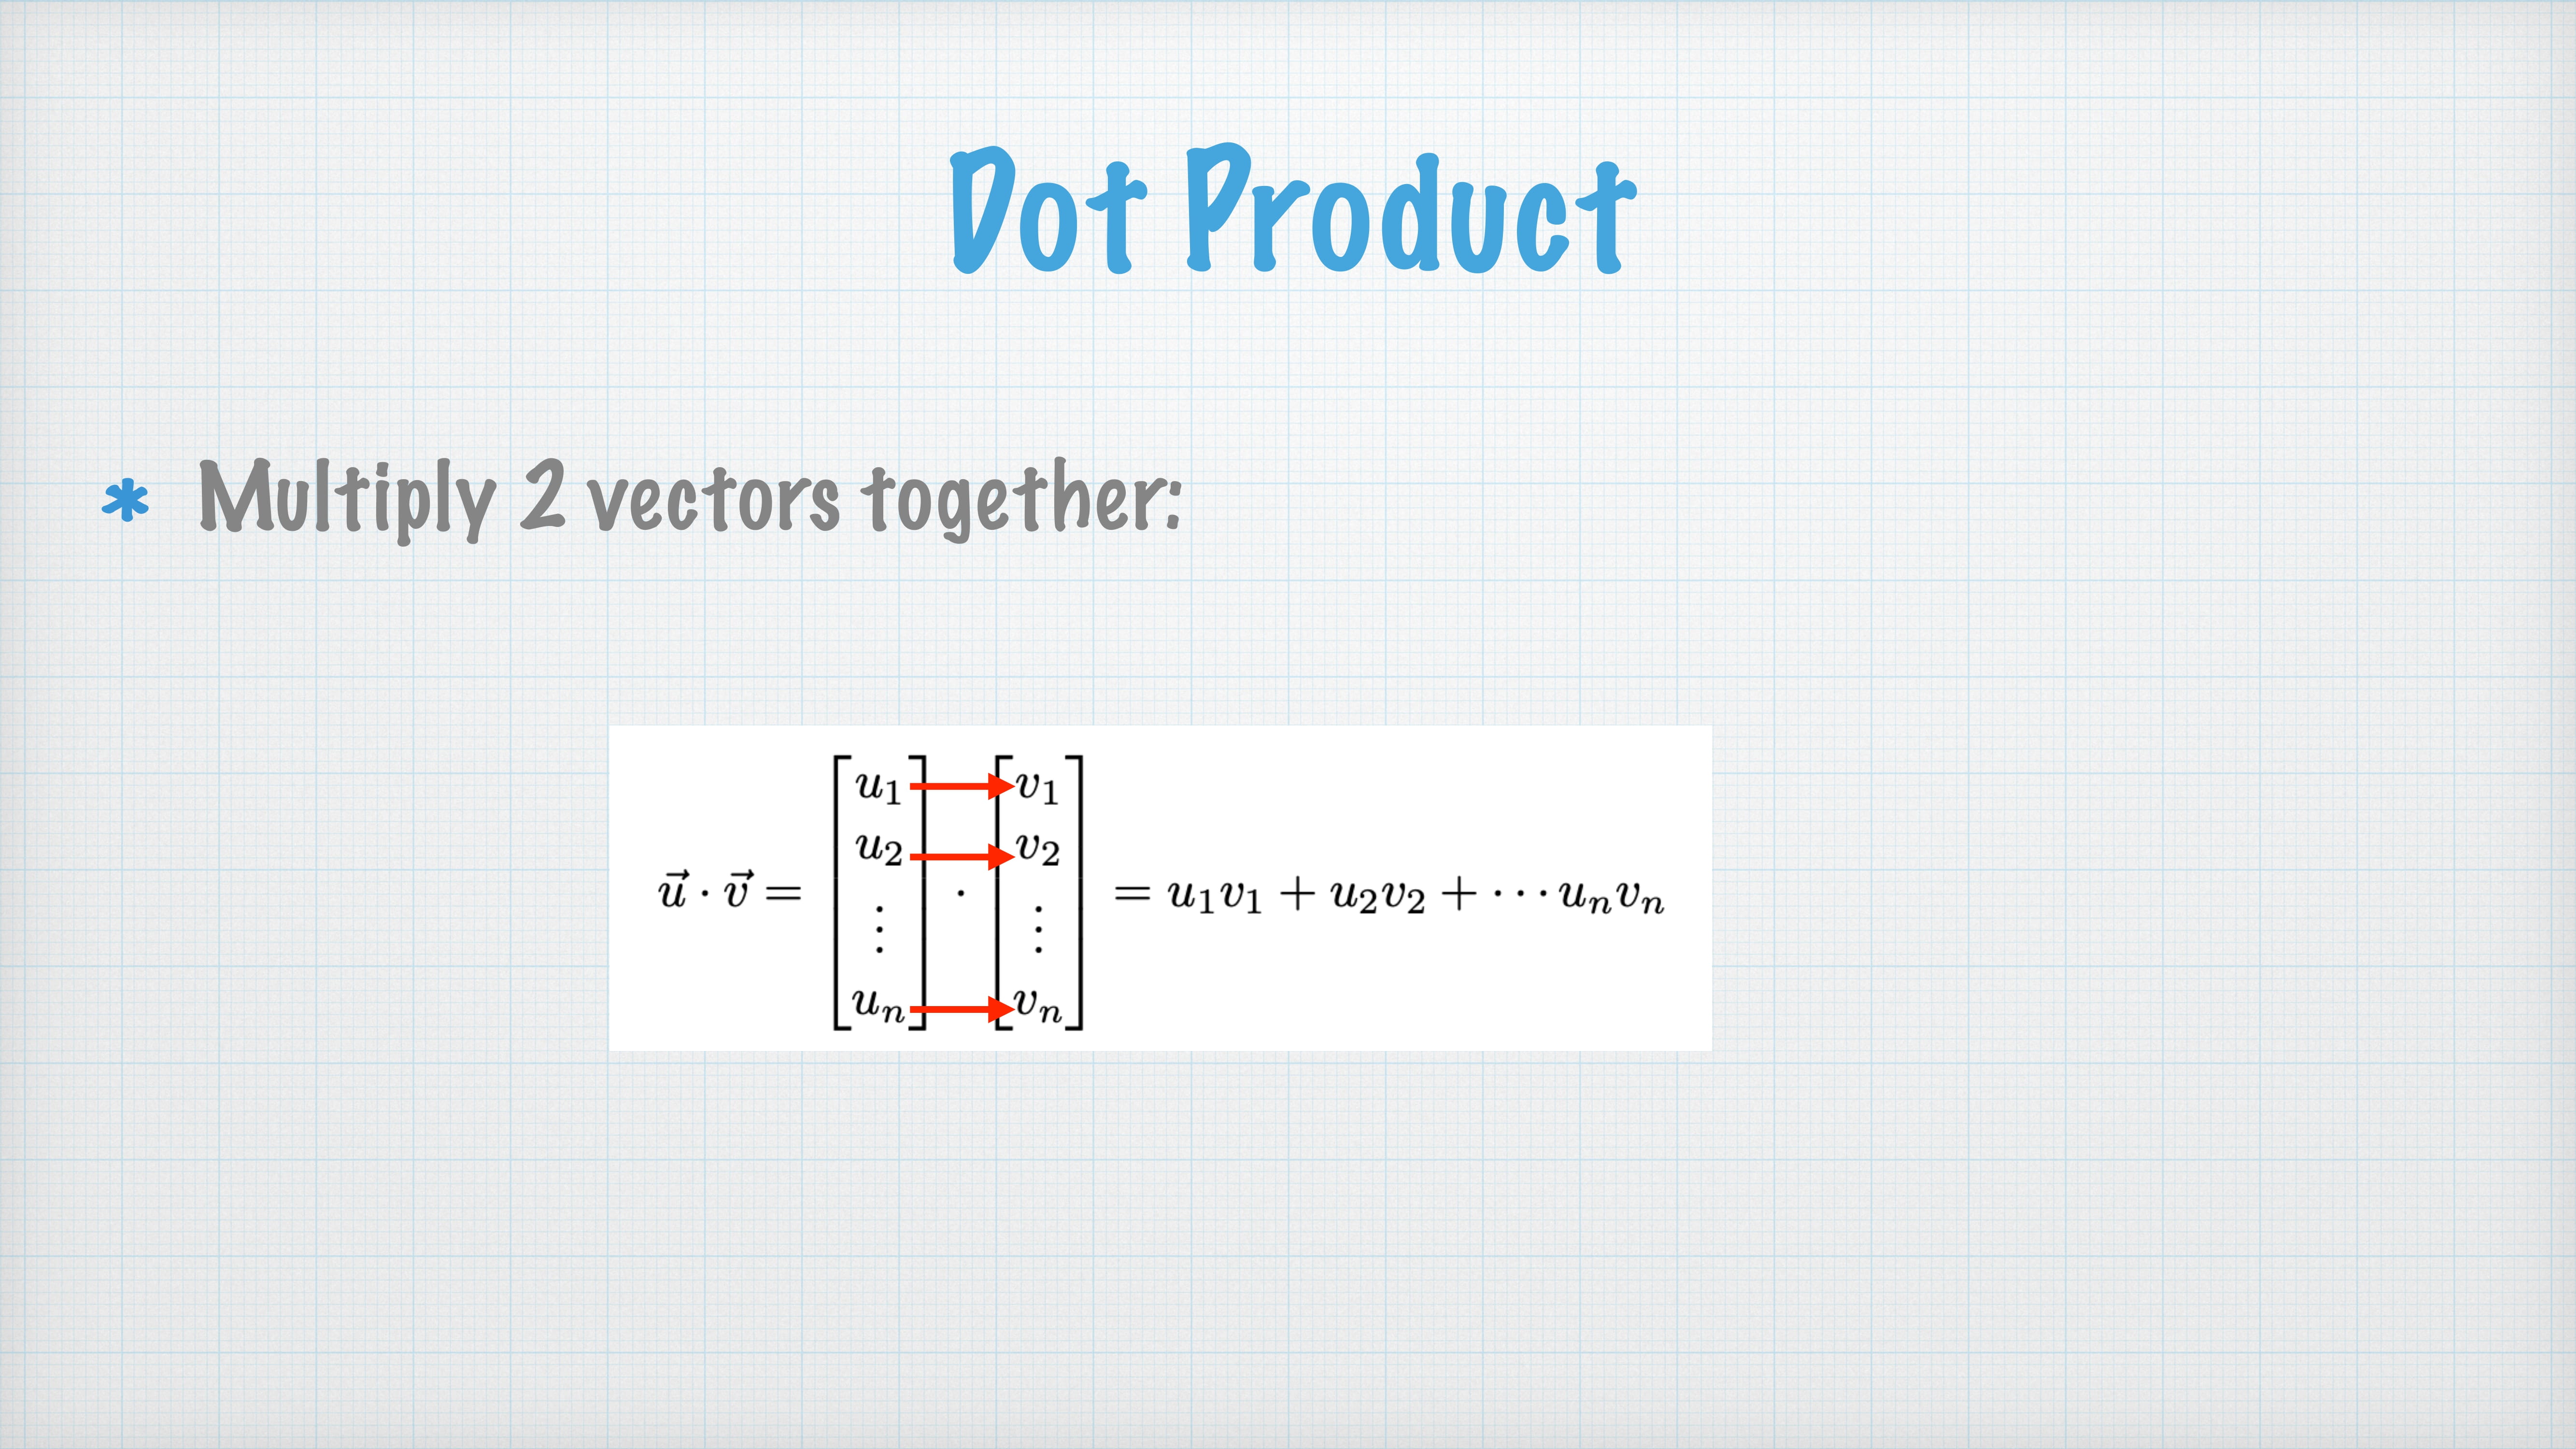 Dot Product
* Multiply 2 vectors together:
$\vec{u} \cdot \vec{v} = \begin{bmatrix} u_1 \\ u_2 \\ \vdots \\ u_n \end{bmatrix} \cdot \begin{bmatrix} v_1 \\ v_2 \\ \vdots \\ v_n \end{bmatrix} = u_1v_1 + u_2v_2 + \cdots u_nv_n$